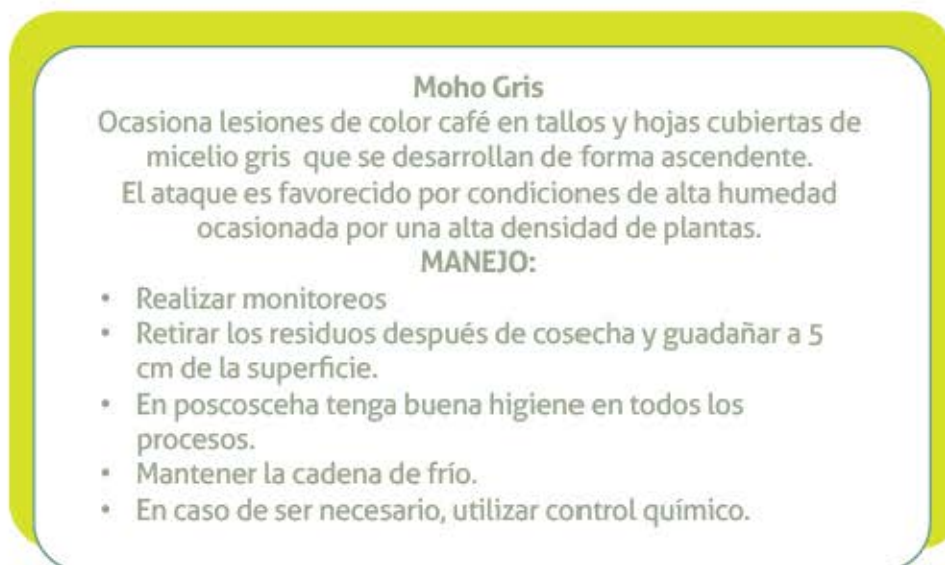 Moho Gris
Ocasiona lesiones de color café en tallos y hojas cubiertas de
micelio gris que se desarrollan de forma ascendente.
El ataque es favorecido por condiciones de alta humedad
ocasionada por una alta densidad de plantas.
MANEJO:
• Realizar monitoreos
• Retirar los residuos después de cosecha y guadañar a 5
cm de la superficie.
• En poscosceha tenga buena higiene en todos los
procesos.
• Mantener la cadena de frío.
• En caso de ser necesario, utilizar control químico.